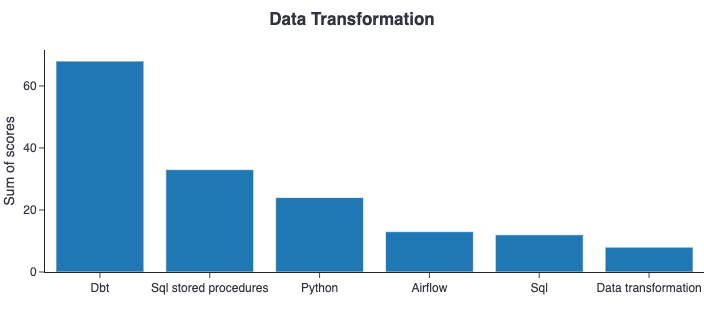 Data Transformation
Sum of scores
60
40
20
0
Dbt
Sql stored procedures
Python
Airflow
Sql
Data transformation